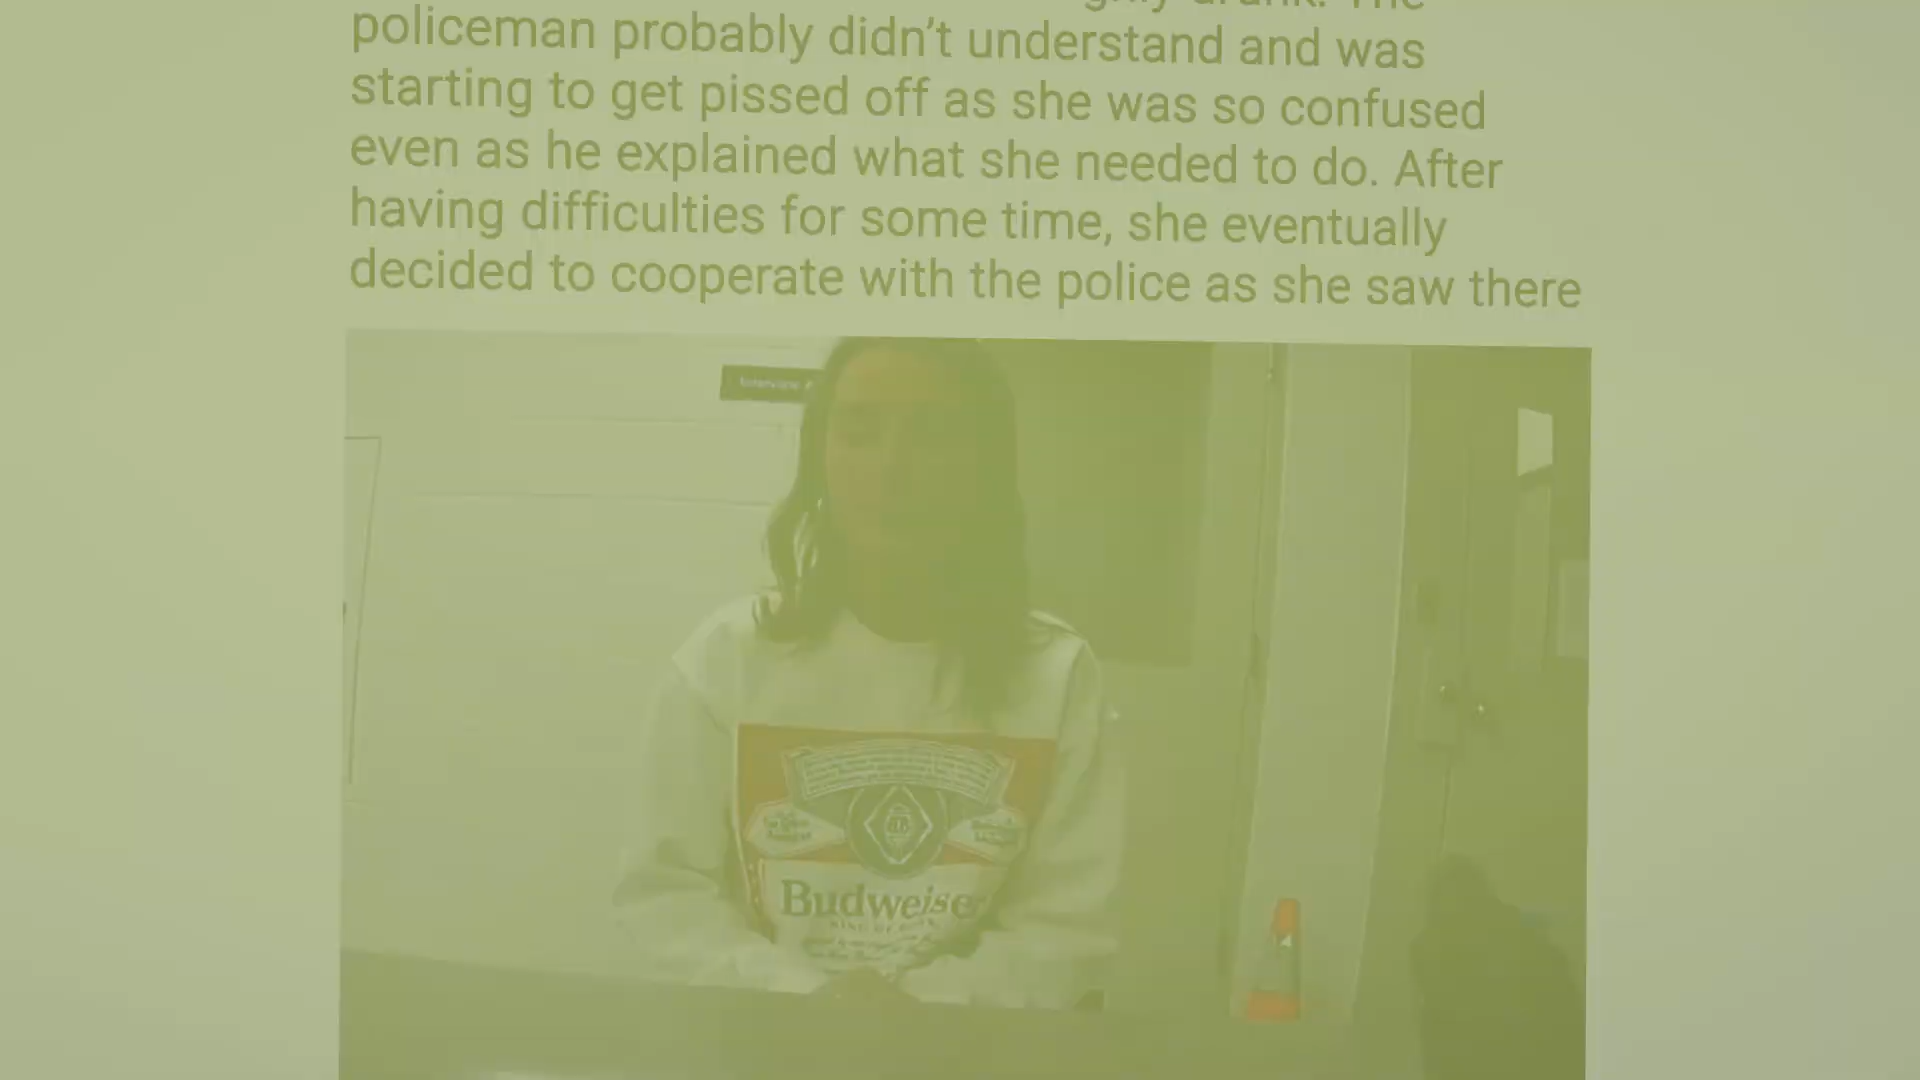 policeman probably didn't understand and was
starting to get pissed off as she was so confused
even as he explained what she needed to do. After
having difficulties for some time, she eventually
decided to cooperate with the police as she saw there
Budweiser